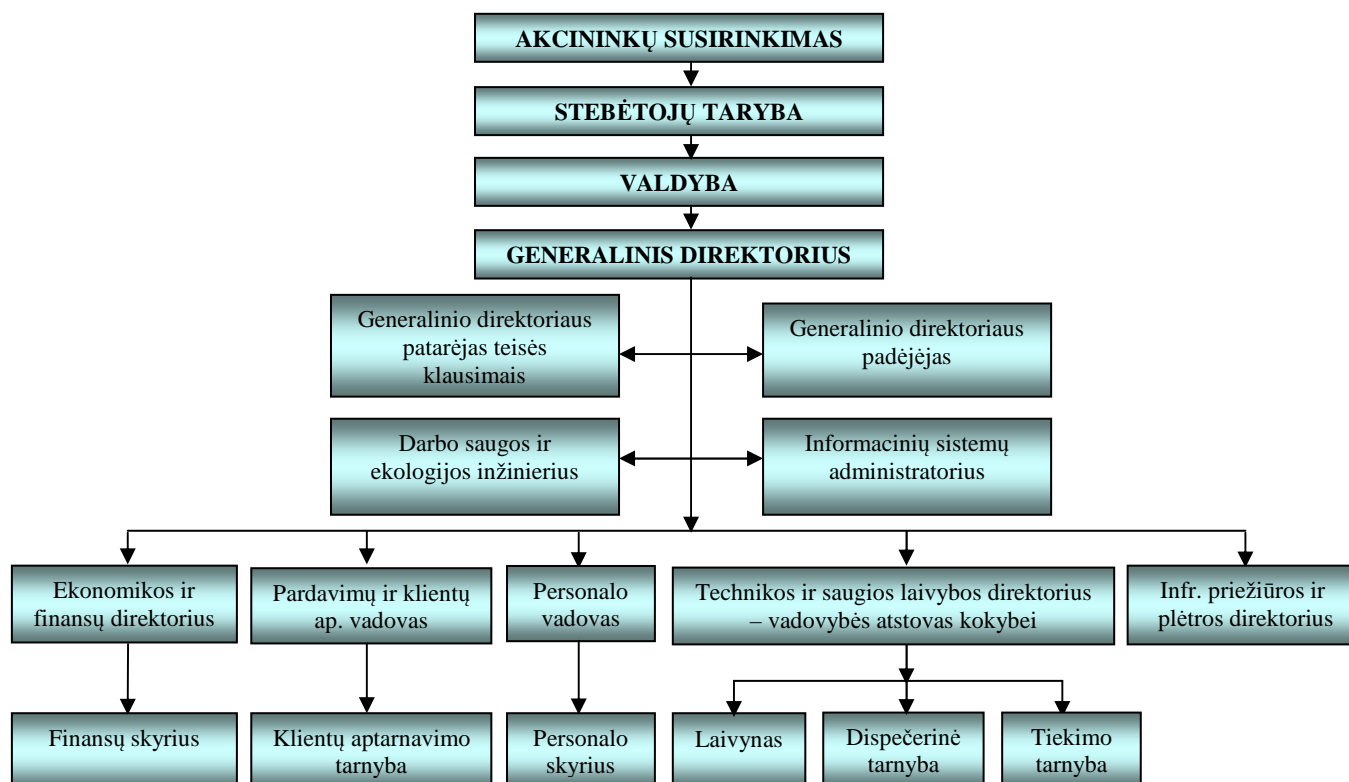 AKCININKŲ SUSIRINKIMAS
STEBĖTOJŲ TARYBA
VALDYBA
GENERALINIS DIREKTORIUS
Generalinio direktoriaus
patarėjas teisės
klausimais
Generalinio direktoriaus
padėjėjas
Darbo saugos ir
ekologijos inžinierius
Informacinių sistemų
administratorius
Ekonomikos ir
finansų direktorius
Pardavimų ir klientų
ap. vadovas
Personalo
vadovas
Technikos ir saugios laivybos direktorius
– vadovybės atstovas kokybei
Infr. priežiūros ir
plėtros direktorius
Finansų skyrius
Klientų aptarnavimo
tarnyba
Personalo
skyrius
Laivynas
Dispečerinė
tarnyba
Tiekimo
tarnyba